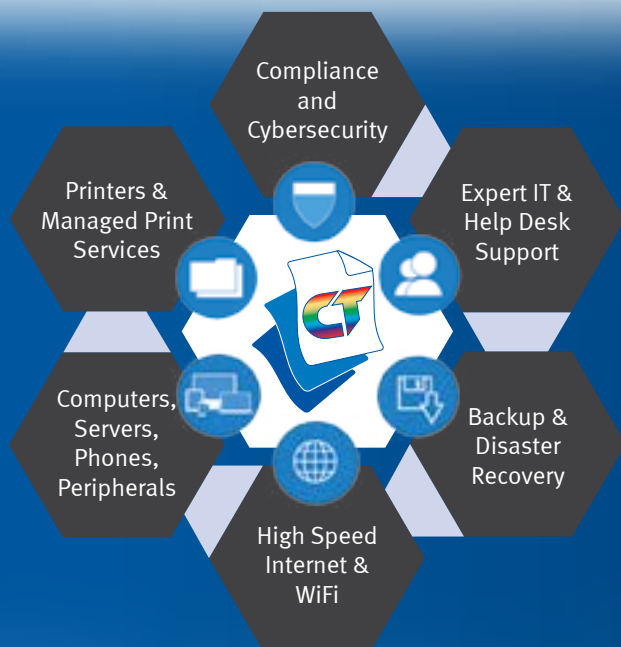 Compliance
and
Cybersecurity
Printers &
Managed Print
Services
Expert IT &
Help Desk
Support
CT
Computers,
Servers,
Phones,
Peripherals
Backup &
Disaster
Recovery
High Speed
Internet &
WiFi